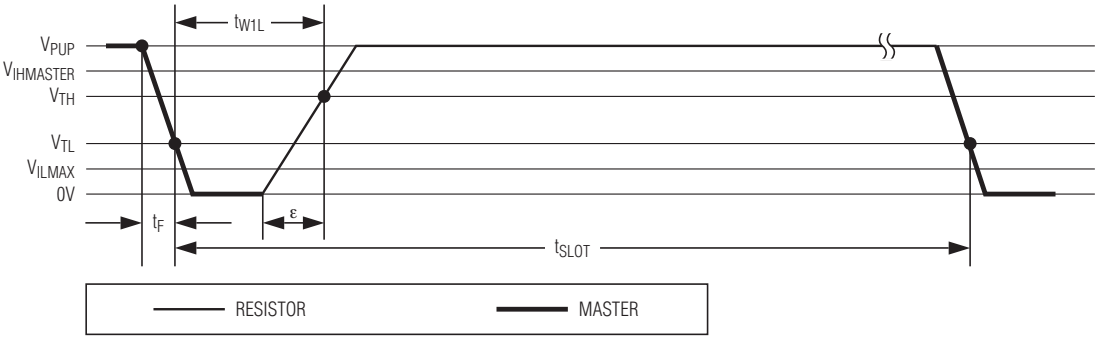 tW1L
VPUP
VIHMASTER
VTH
VTL
VILMAX
0V
tF
ε
tSLOT
RESISTOR
MASTER